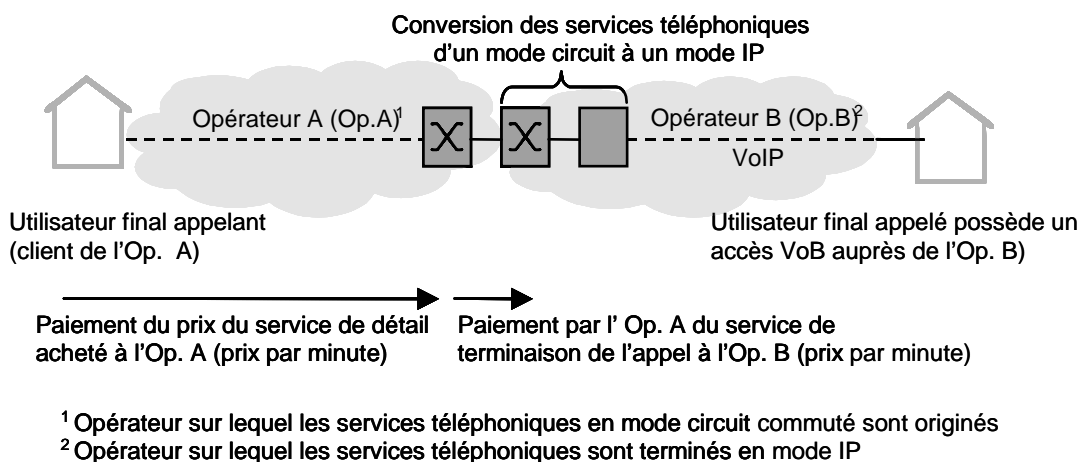 Conversion des services téléphoniques
d'un mode circuit à un mode IP
Opérateur A (Op.A)¹
Opérateur B (Op.B)²
VoIP
Utilisateur final appelant
(client de l'Op. A)
Utilisateur final appelé possède un
accès VoB auprès de l'Op. B)
Paiement du prix du service de détail
acheté à l'Op. A (prix par minute)
Paiement par l' Op. A du service de
terminaison de l'appel à l'Op. B (prix par minute)
¹ Opérateur sur lequel les services téléphoniques en mode circuit commuté sont originés
² Opérateur sur lequel les services téléphoniques sont terminés en mode IP